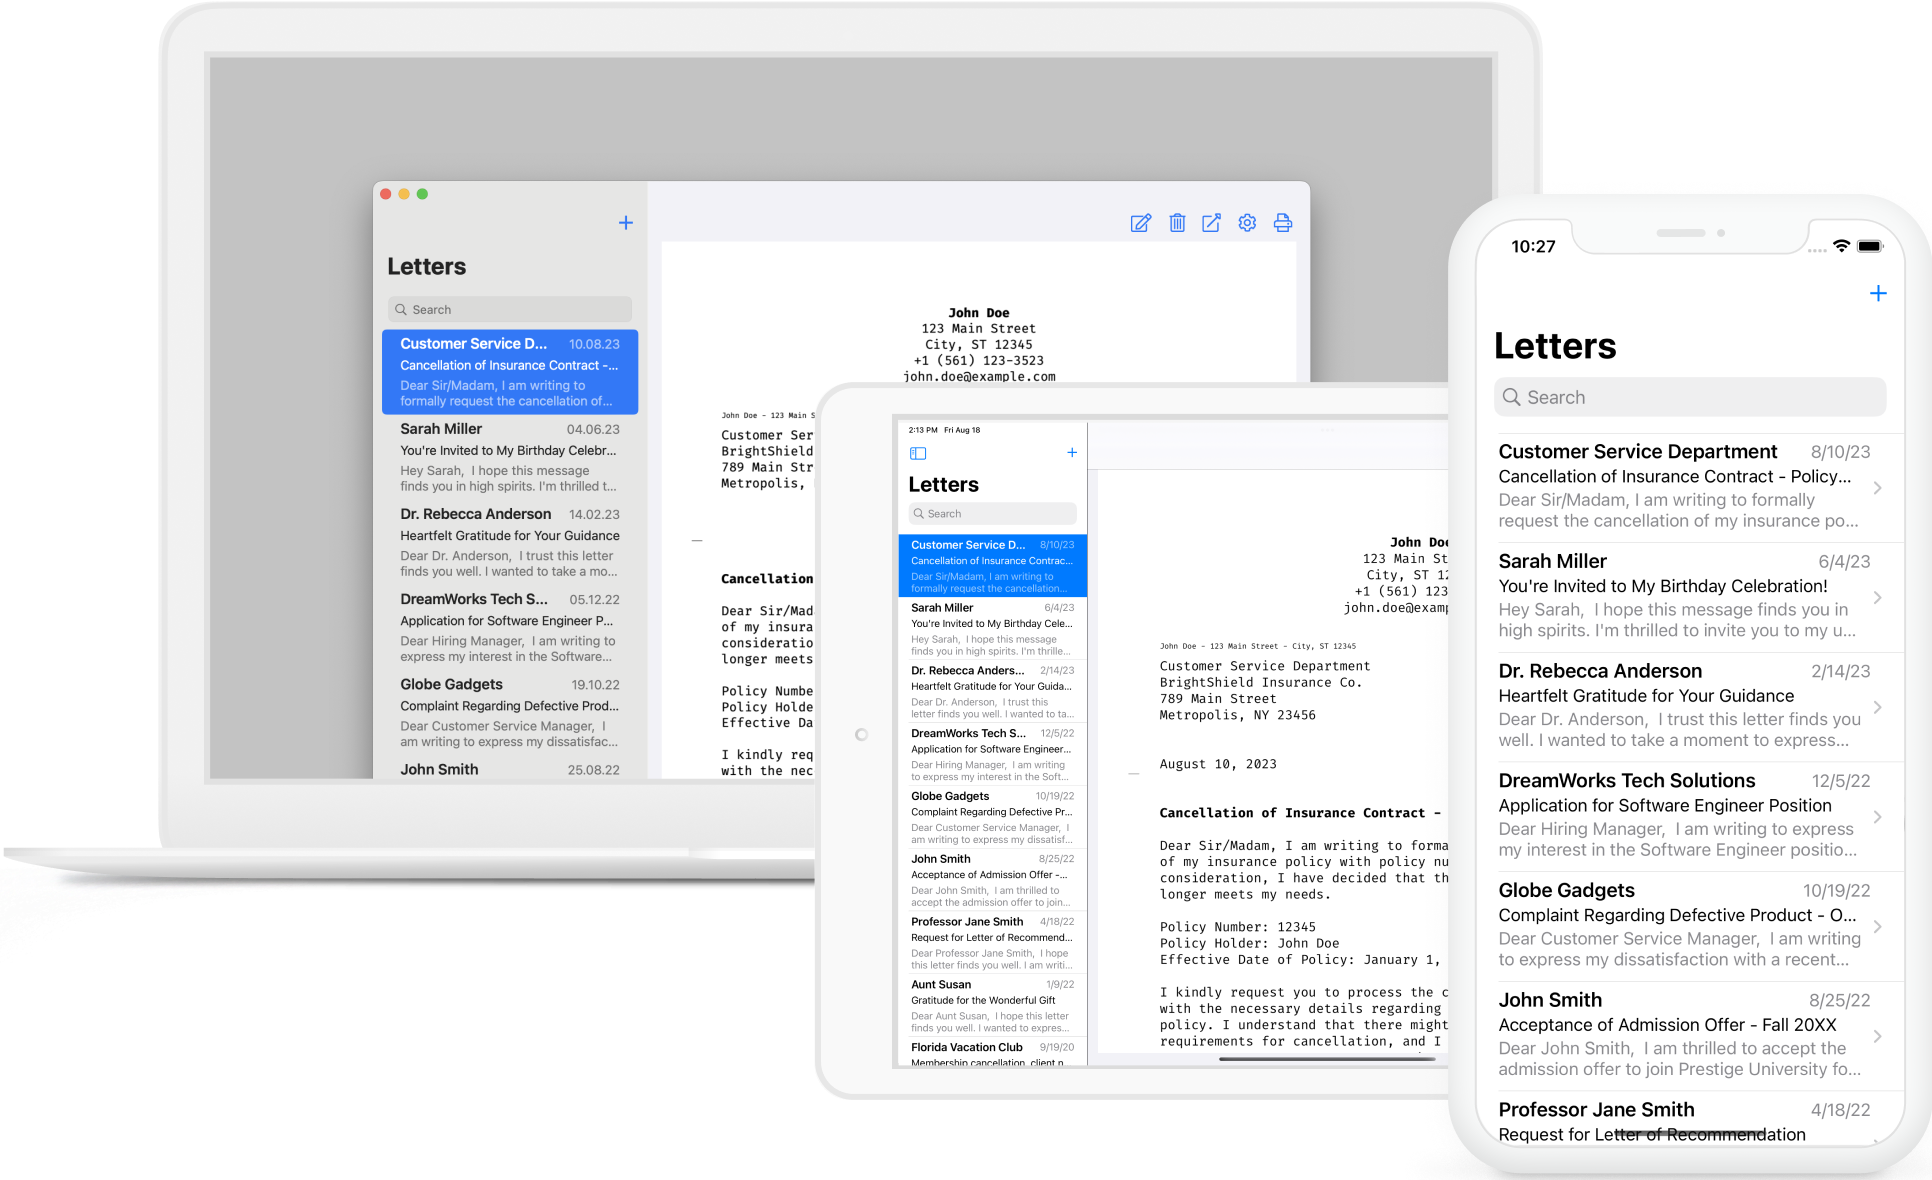 Letters
Search
Customer Service D... 10.08.23
Cancellation of Insurance Contract -...
Dear Sir/Madam, I am writing to
formally request the cancellation of...
Sarah Miller 04.06.23
You're Invited to My Birthday Celebr...
Hey Sarah, I hope this message
finds you in high spirits. I'm thrilled t...
Dr. Rebecca Anderson 14.02.23
Heartfelt Gratitude for Your Guidance
Dear Dr. Anderson, I trust this letter
finds you well. I wanted to take a mo...
DreamWorks Tech S... 05.12.22
Application for Software Engineer P...
Dear Hiring Manager, I am writing to
express my interest in the Software...
Globe Gadgets 19.10.22
Complaint Regarding Defective Prod...
Dear Customer Service Manager, I
am writing to express my dissatisfac...
John Smith 25.08.22
John Doe
123 Main Street
City, ST 12345
+1 (561) 123-3523
john.doe@example.com
John Doe - 123 Main S
Customer Ser
BrightShield
789 Main Str
Metropolis,
Cancellation
Dear Sir/Mad
of my insura
consideratio
longer meets
Policy Numbe
Policy Holde
Effective Da
I kindly req
with the nec
2:13 PM Fri Aug 18
Letters
Search
Customer Service D... 8/10/23
Cancellation of Insurance Contrac...
Dear Sir/Madam, I am writing to
formally request the cancellation...
Sarah Miller 6/4/23
You're Invited to My Birthday Cele...
Hey Sarah, I hope this message
finds you in high spirits. I'm thrille...
Dr. Rebecca Anders... 2/14/23
Heartfelt Gratitude for Your Guida...
Dear Dr. Anderson, I trust this
letter finds you well. I wanted to ta...
DreamWorks Tech S... 12/5/22
Application for Software Engineer...
Dear Hiring Manager, I am writing
to express my interest in the Soft...
Globe Gadgets 10/19/22
Complaint Regarding Defective Pr...
Dear Customer Service Manager, I
am writing to express my dissatisf...
John Smith 8/25/22
Acceptance of Admission Offer -...
Dear John Smith, I am thrilled to
accept the admission offer to join...
Professor Jane Smith 4/18/22
Request for Letter of Recommend...
Dear Professor Jane Smith, I hope
this letter finds you well. I am writi...
Aunt Susan 1/9/22
Gratitude for the Wonderful Gift
Dear Aunt Susan, I hope this letter
finds you well. I wanted to expres...
Florida Vacation Club 9/19/20
Membership cancellation, client n
John Doe
123 Main St
City, ST 12
+1 (561) 123
john.doe@examp
John Doe - 123 Main Street - City, ST 12345
Customer Service Department
BrightShield Insurance Co.
789 Main Street
Metropolis, NY 23456
August 10, 2023
Cancellation of Insurance Contract -
Dear Sir/Madam, I am writing to forma
of my insurance policy with policy nu
consideration, I have decided that th
longer meets my needs.
Policy Number: 12345
Policy Holder: John Doe
Effective Date of Policy: January 1,
I kindly request you to process the c
with the necessary details regarding
policy. I understand that there might
requirements for cancellation, and I
10:27
Letters
Search
Customer Service Department 8/10/23
Cancellation of Insurance Contract - Policy...
Dear Sir/Madam, I am writing to formally
request the cancellation of my insurance po...
Sarah Miller 6/4/23
You're Invited to My Birthday Celebration!
Hey Sarah, I hope this message finds you in
high spirits. I'm thrilled to invite you to my u...
Dr. Rebecca Anderson 2/14/23
Heartfelt Gratitude for Your Guidance
Dear Dr. Anderson, I trust this letter finds you
well. I wanted to take a moment to express...
DreamWorks Tech Solutions 12/5/22
Application for Software Engineer Position
Dear Hiring Manager, I am writing to express
my interest in the Software Engineer positio...
Globe Gadgets 10/19/22
Complaint Regarding Defective Product - O...
Dear Customer Service Manager, I am writing
to express my dissatisfaction with a recent...
John Smith 8/25/22
Acceptance of Admission Offer - Fall 20XX
Dear John Smith, I am thrilled to accept the
admission offer to join Prestige University fo...
Professor Jane Smith 4/18/22
Request for Letter of Recommendation